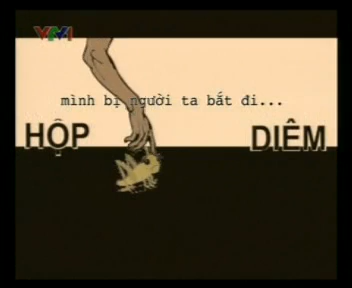 VTV1
mình bị người ta bắt đi...
HỘP DIÊM